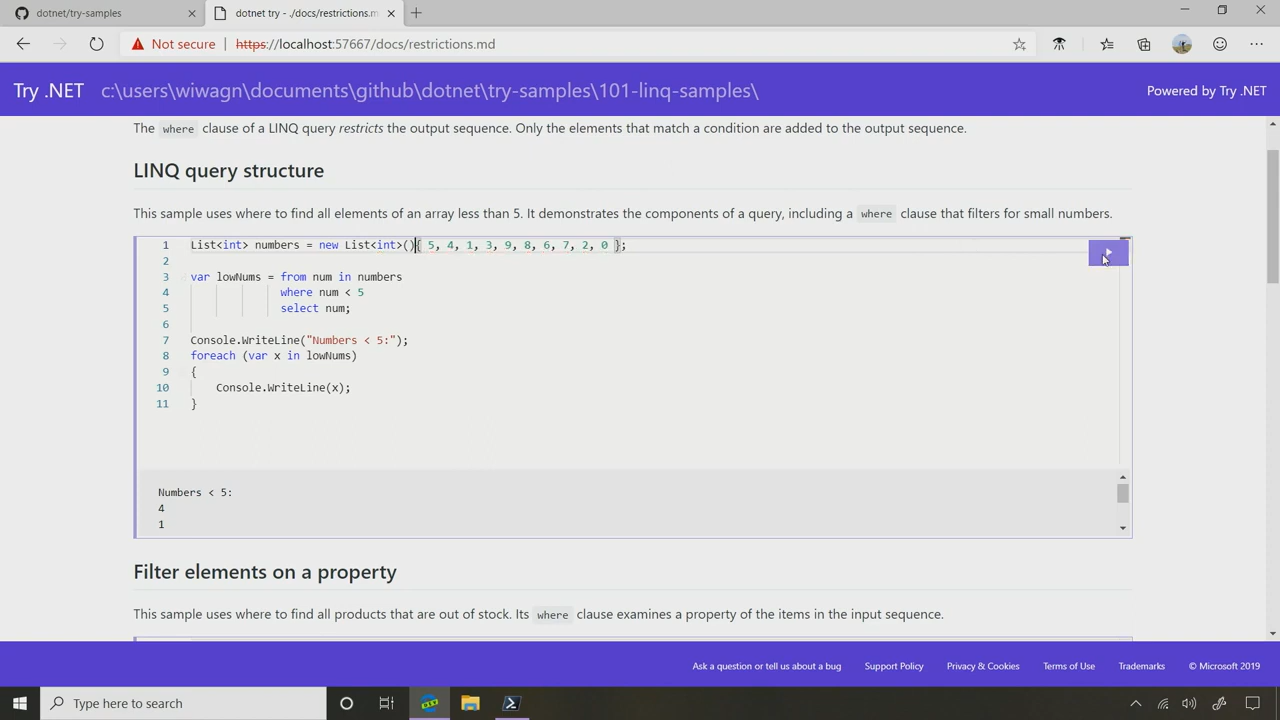 dotnet/try-samples
dotnet try - ./docs/restrictions.m
Not secure
https://localhost:57667/docs/restrictions.md
Try .NET
c:\users\wiwagn\documents\github\dotnet\try-samples\101-linq-samples\
Powered by Try .NET
The where clause of a LINQ query restricts the output sequence. Only the elements that match a condition are added to the output sequence.
LINQ query structure
This sample uses where to find all elements of an array less than 5. It demonstrates the components of a query, including a where clause that filters for small numbers.
1 List<int> numbers = new List<int>(){ 5, 4, 1, 3, 9, 8, 6, 7, 2, 0 };
2
3 var lowNums = from num in numbers
4 where num < 5
5 select num;
6
7 Console.WriteLine("Numbers < 5:");
8 foreach (var x in lowNums)
9 {
10 Console.WriteLine(x);
11 }
Numbers < 5:
4
1
Filter elements on a property
This sample uses where to find all products that are out of stock. Its where clause examines a property of the items in the input sequence.
Ask a question or tell us about a bug Support Policy Privacy & Cookies Terms of Use Trademarks © Microsoft 2019
Type here to search